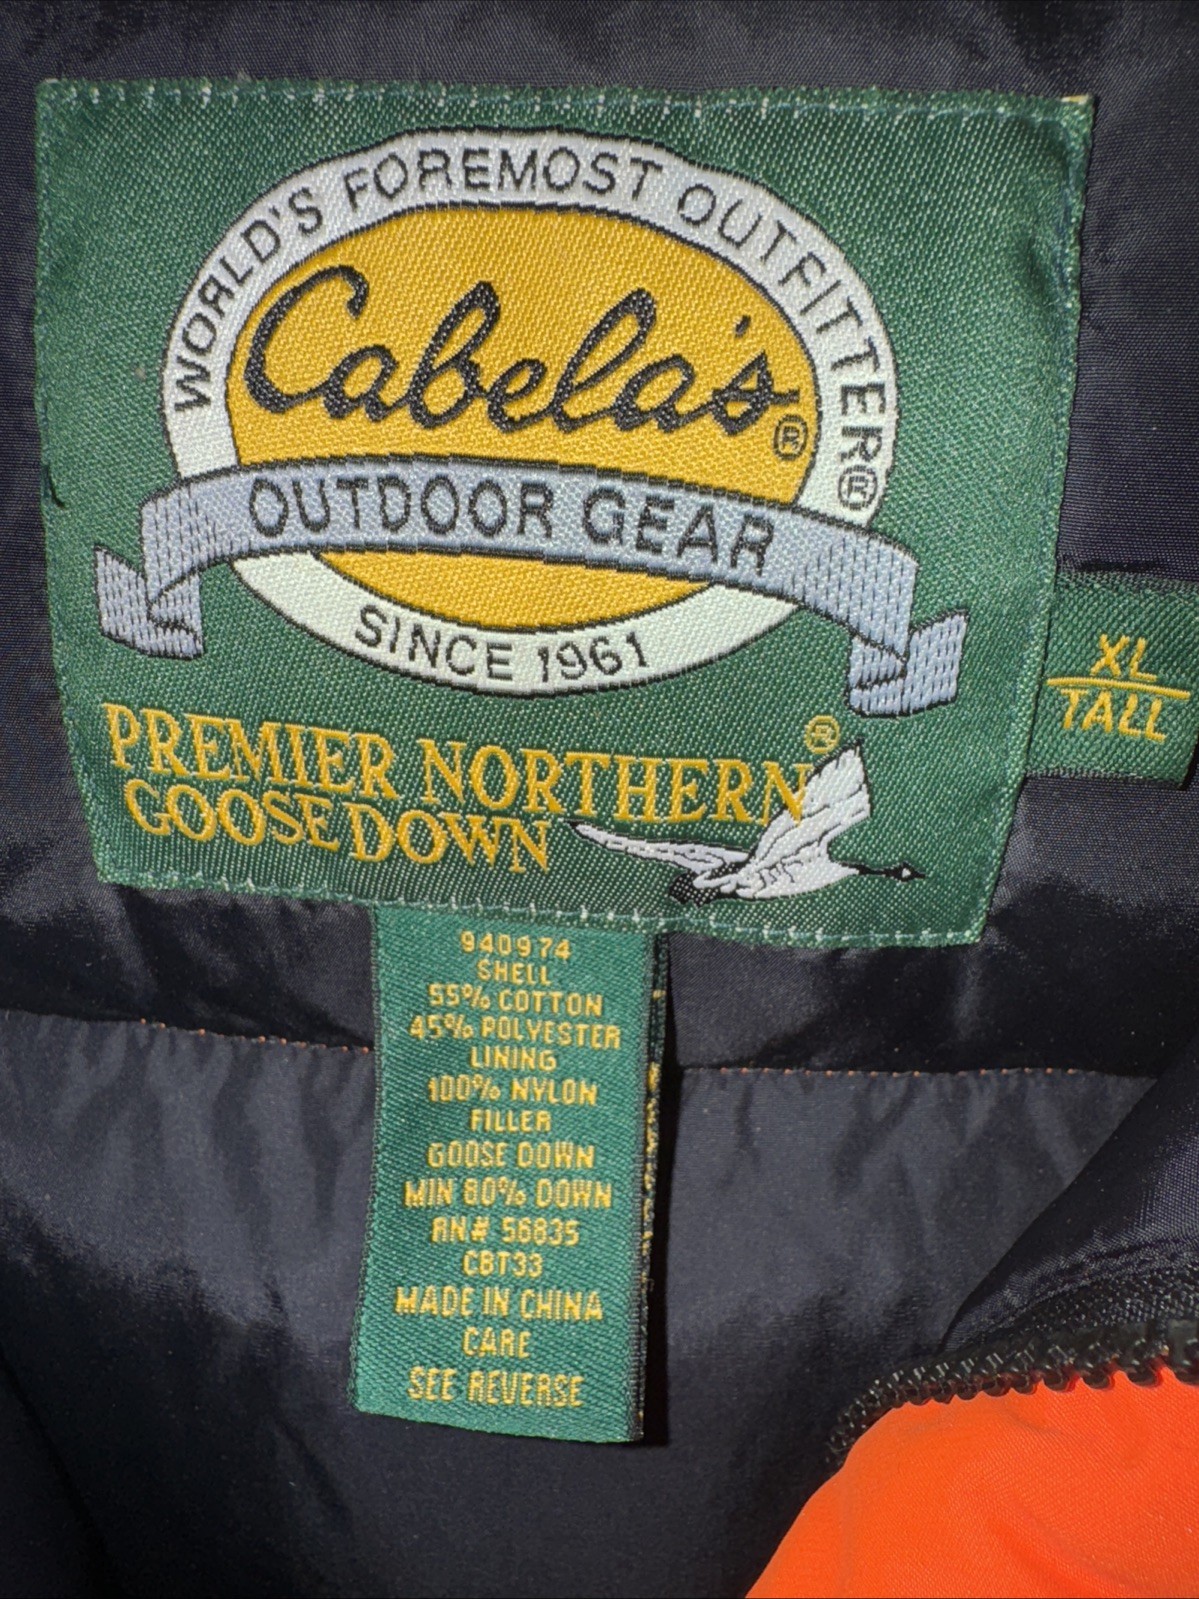 WORLD'S FOREMOST OUTFITTER®
Cabela's®
OUTDOOR GEAR
SINCE 1961
PREMIER NORTHERN®
GOOSE DOWN
XL
TALL
940974
SHELL
55% COTTON
45% POLYESTER
LINING
100% NYLON
FILLER
GOOSE DOWN
MIN 80% DOWN
RN# 56835
CBT33
MADE IN CHINA
CARE
SEE REVERSE